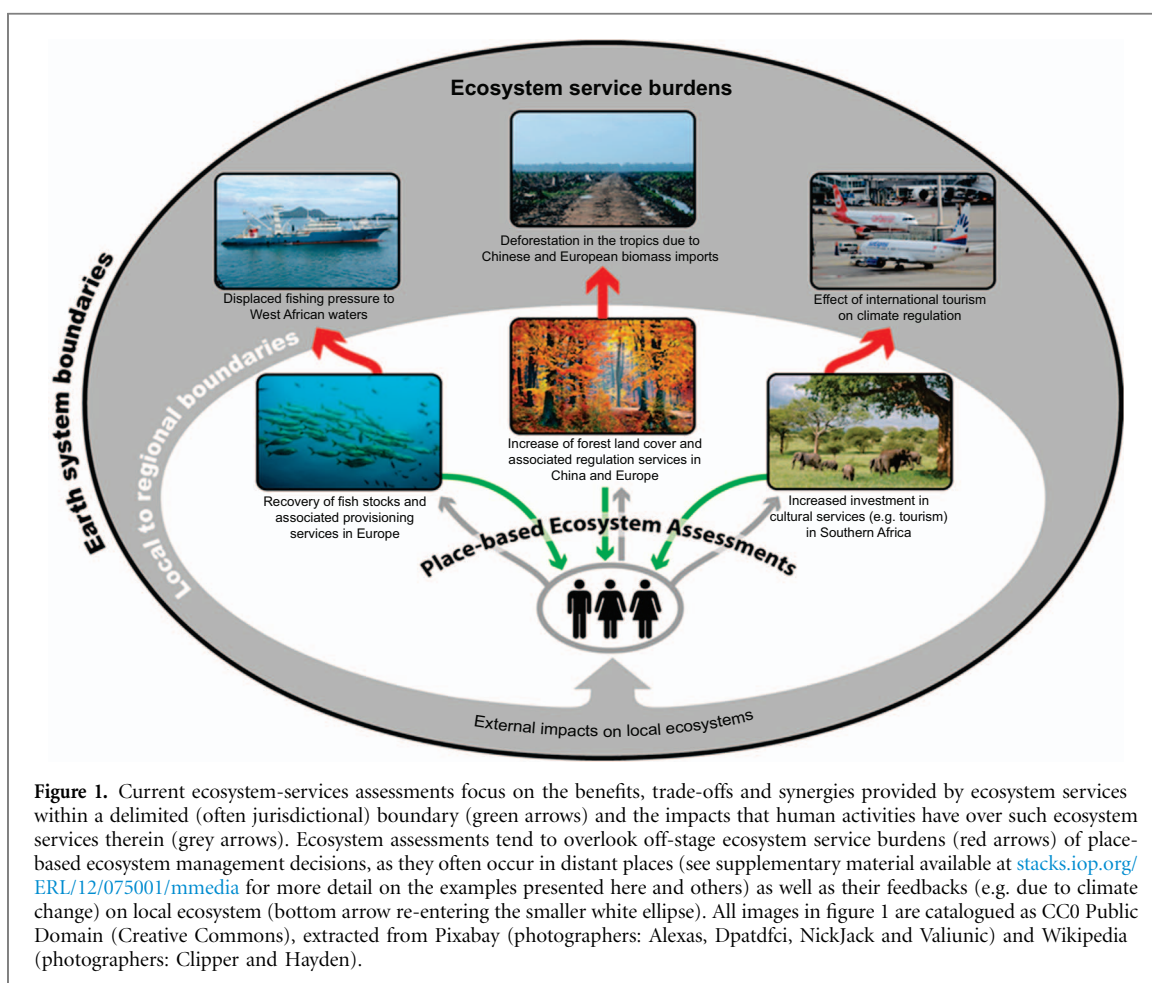 Ecosystem service burdens
Deforestation in the tropics due to
Chinese and European biomass imports
Displaced fishing pressure to
West African waters
Effect of international tourism
on climate regulation
Earth system boundaries
Local to regional boundaries
Increase of forest land cover and
associated regulation services in
China and Europe
Recovery of fish stocks and
associated provisioning
services in Europe
Increased investment in
cultural services (e.g. tourism)
in Southern Africa
Place-based Ecosystem Assessments
External impacts on local ecosystems
Figure 1. Current ecosystem-services assessments focus on the benefits, trade-offs and synergies provided by ecosystem services
within a delimited (often jurisdictional) boundary (green arrows) and the impacts that human activities have over such ecosystem
services therein (grey arrows). Ecosystem assessments tend to overlook off-stage ecosystem service burdens (red arrows) of place-
based ecosystem management decisions, as they often occur in distant places (see supplementary material available at stacks.iop.org/
ERL/12/075001/mmedia for more detail on the examples presented here and others) as well as their feedbacks (e.g. due to climate
change) on local ecosystem (bottom arrow re-entering the smaller white ellipse). All images in figure 1 are catalogued as CC0 Public
Domain (Creative Commons), extracted from Pixabay (photographers: Alexas, Dpatdfci, NickJack and Valiunic) and Wikipedia
(photographers: Clipper and Hayden).